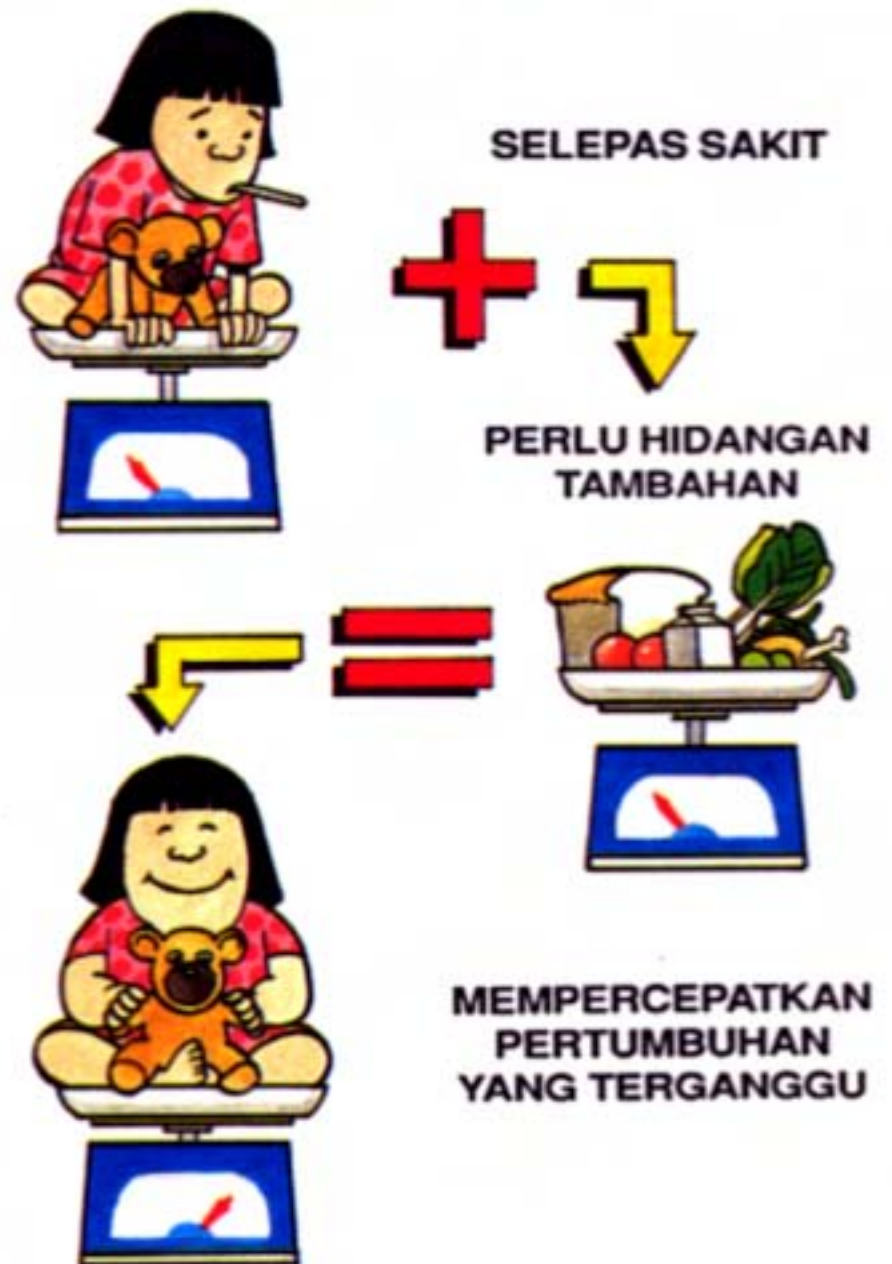 SELEPAS SAKIT
PERLU HIDANGAN
TAMBAHAN
MEMPERCEPATKAN
PERTUMBUHAN
YANG TERGANGGU